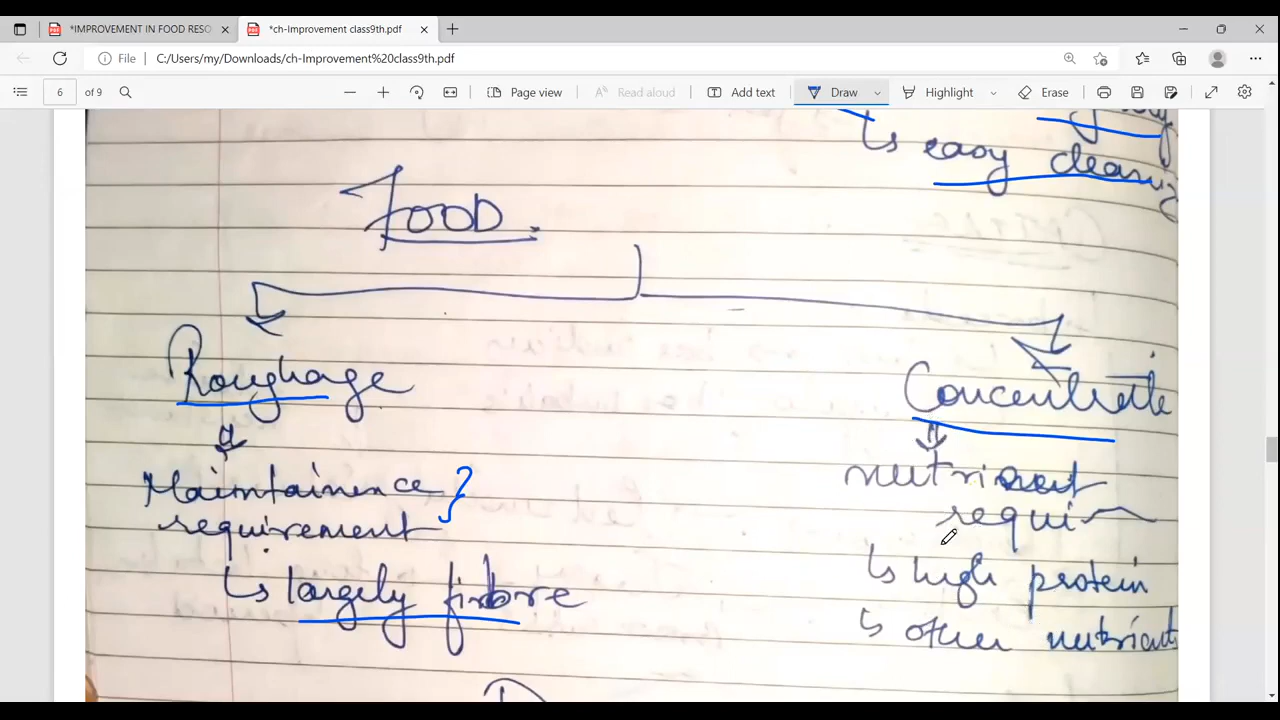 *IMPROVEMENT IN FOOD RESO
*ch-Improvement class9th.pdf
File C:/Users/my/Downloads/ch-Improvement%20class9th.pdf
6 of 9
Page view
Read aloud
Add text
Draw
Highlight
Erase
easy cleaning
FOOD.
Roughage
Concentrate
Maintainence
requirement
largely fibre
nutrient
requi
high protein
other nutrients